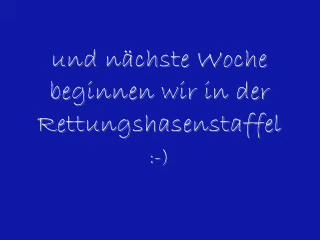 und nächste Woche
beginnen wir in der
Rettungshasenstaffel
:-)